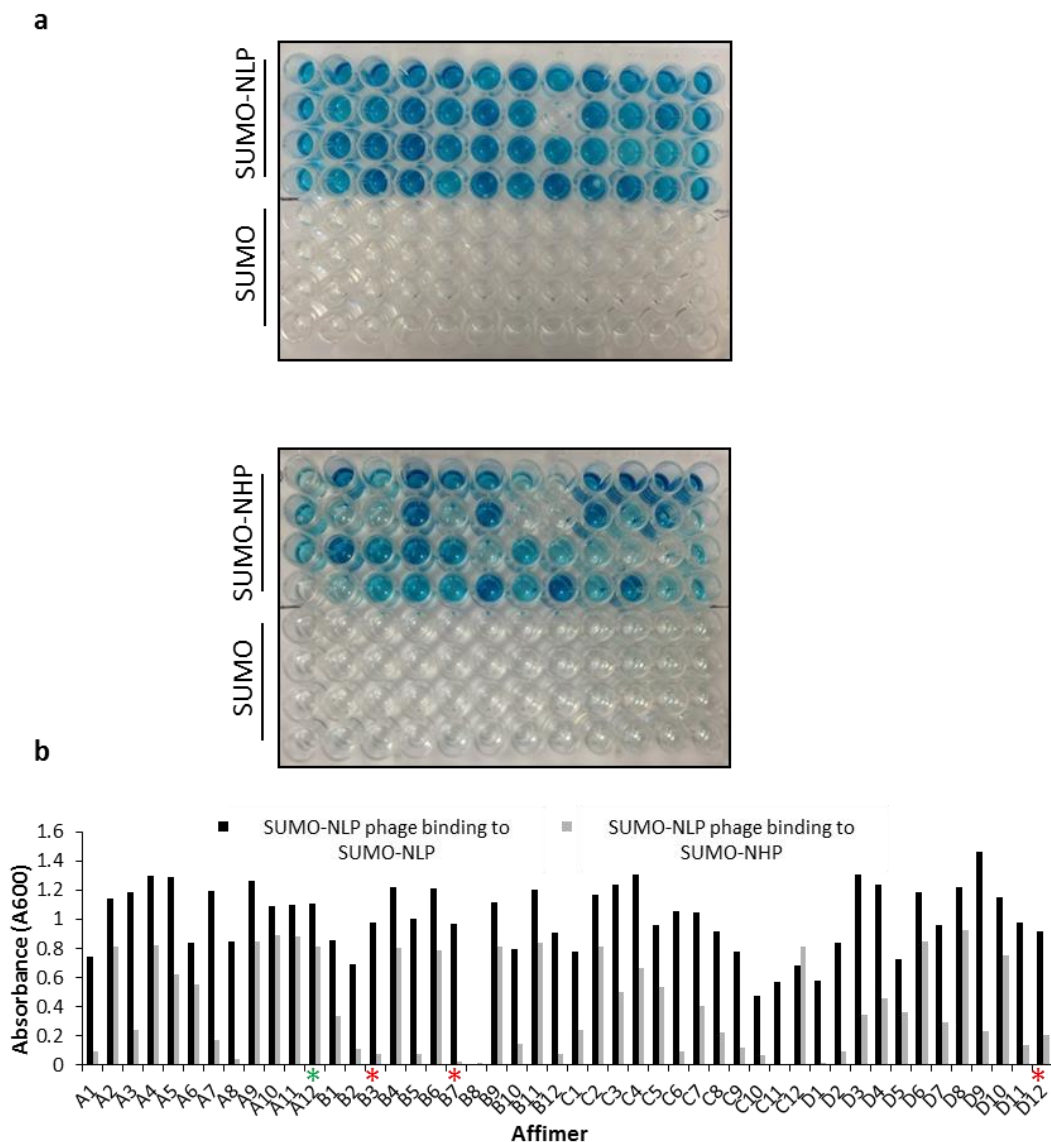 a
SUMO-NLP
SUMO
SUMO-NHP
SUMO
b
SUMO-NLP phage binding to
SUMO-NLP
SUMO-NLP phage binding to
SUMO-NHP
Absorbance (A600)
1.6
1.4
1.2
1
0.8
0.6
0.4
0.2
0
A1
A2
A3
A4
A5
A6
A7
A8
A9
A10
A11
A12
B1
B2
B3
B4
B5
B6
B7
B8
B9
B10
B11
B12
C1
C2
C3
C4
C5
C6
C7
C8
C9
C10
C11
C12
D1
D2
D3
D4
D5
D6
D7
D8
D9
D10
D11
D12
*
*
*
*
Affimer